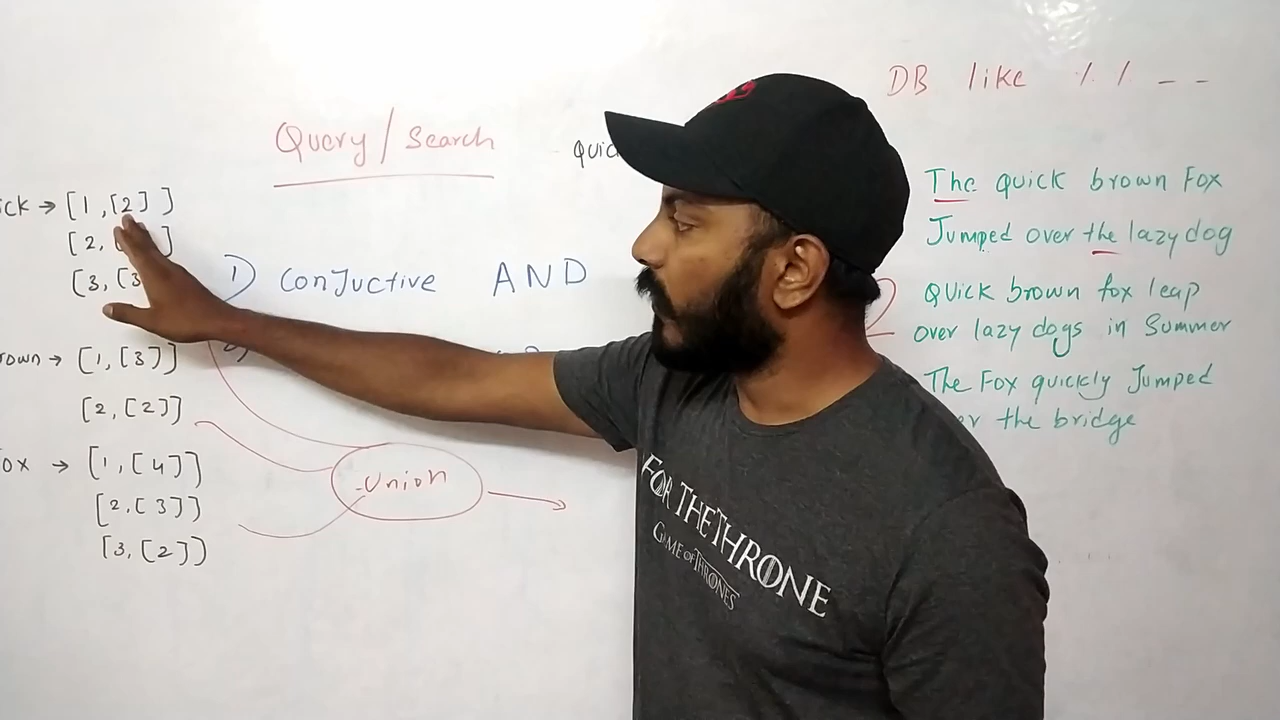 DB like % % _ _
Query / Search
ick → [1, [2] ]
[2, ]
[3, [3
rown → [1, [3]]
[2, [2]]
ox → [1, [4]]
[2, [3]]
[3, [2])
1) Conjuctive AND
Union
The quick brown Fox
Jumped over the lazy dog
2 Quick brown fox leap
over lazy dogs in Summer
The Fox quickly Jumped
er the bridge
FOR THE THRONE
GAME OF THRONES